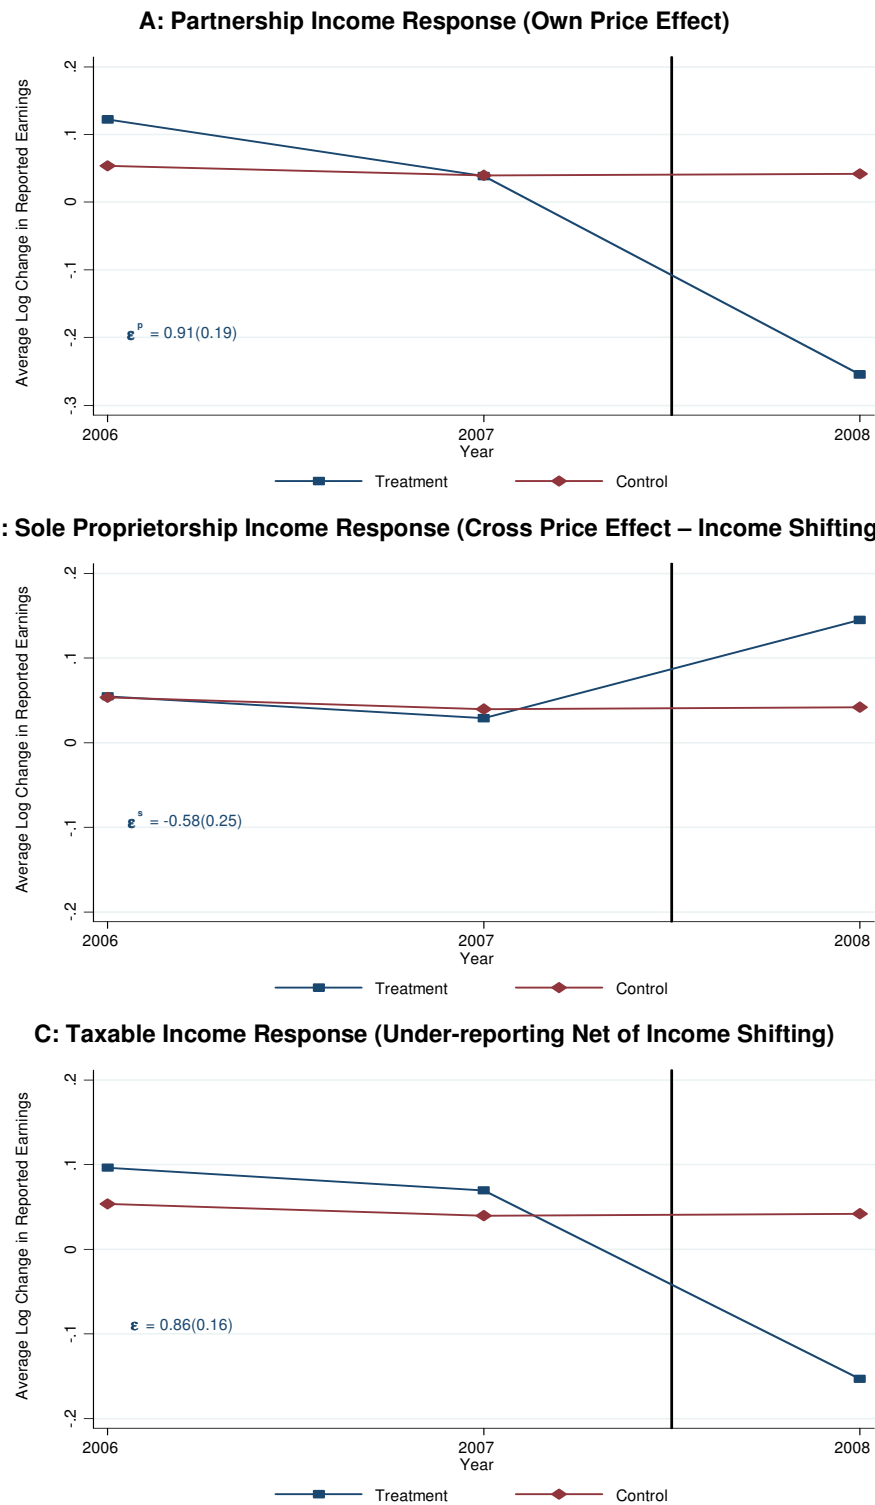 A: Partnership Income Response (Own Price Effect)
Average Log Change in Reported Earnings
.2
.1
0
-.1
-.2
-.3
εᵖ = 0.91(0.19)
2006 2007 2008
Year
Treatment Control
: Sole Proprietorship Income Response (Cross Price Effect – Income Shifting
Average Log Change in Reported Earnings
.2
.1
0
-.1
-.2
εˢ = -0.58(0.25)
2006 2007 2008
Year
Treatment Control
C: Taxable Income Response (Under-reporting Net of Income Shifting)
Average Log Change in Reported Earnings
.2
.1
0
-.1
-.2
ε = 0.86(0.16)
2006 2007 2008
Year
Treatment Control